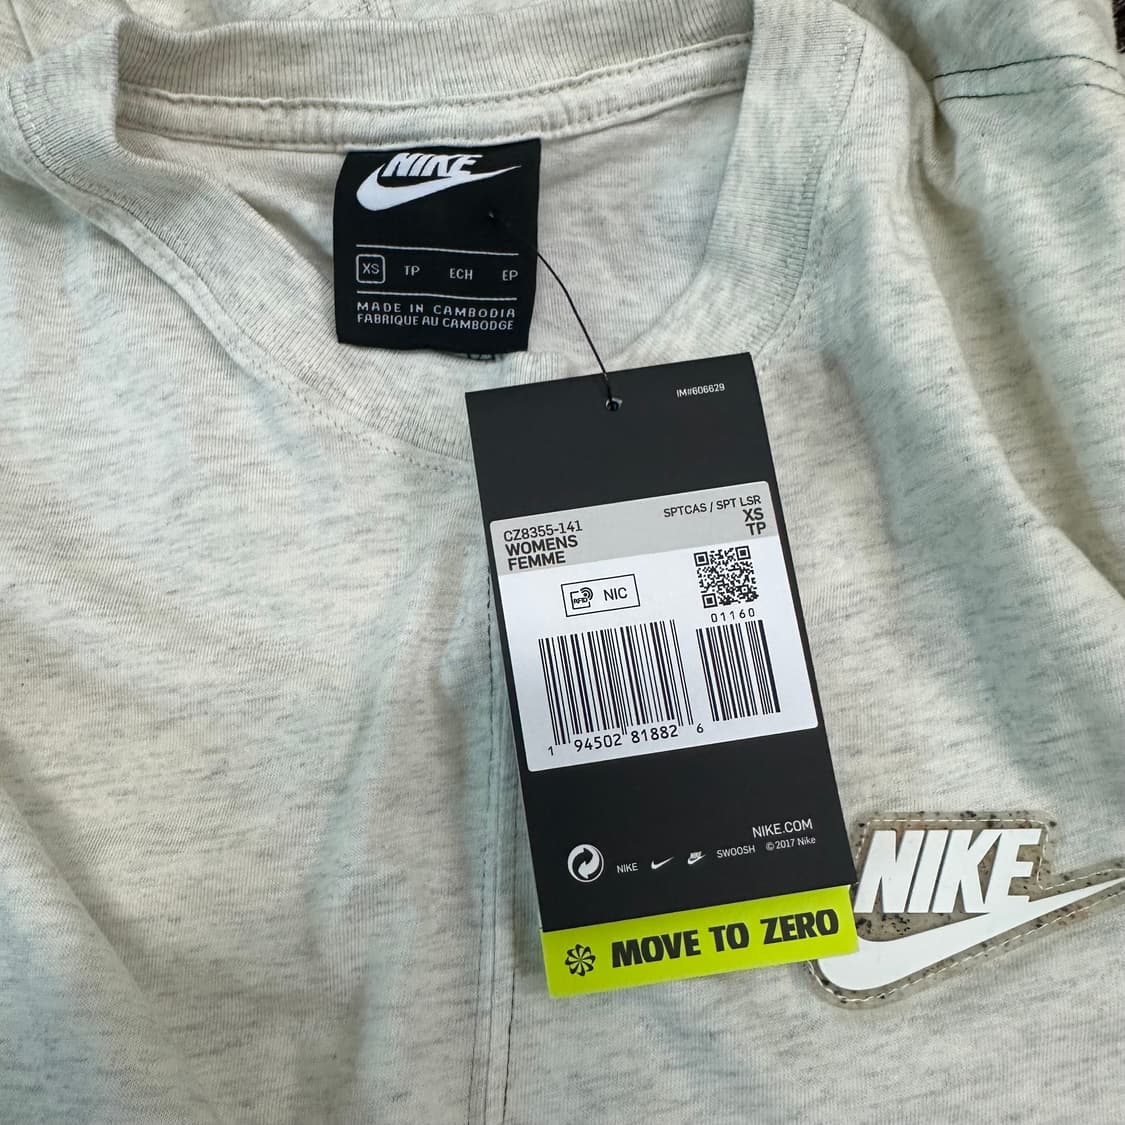 NIKE
XS TP ECH EP
MADE IN CAMBODIA
FABRIQUE AU CAMBODGE
IM#606629
SPTCAS / SPT LSR
CZ8355-141 XS
WOMENS TP
FEMME
RFID NIC
01160
1 94502 81882 6
NIKE.COM
NIKE SWOOSH © 2017 Nike
MOVE TO ZERO
NIKE